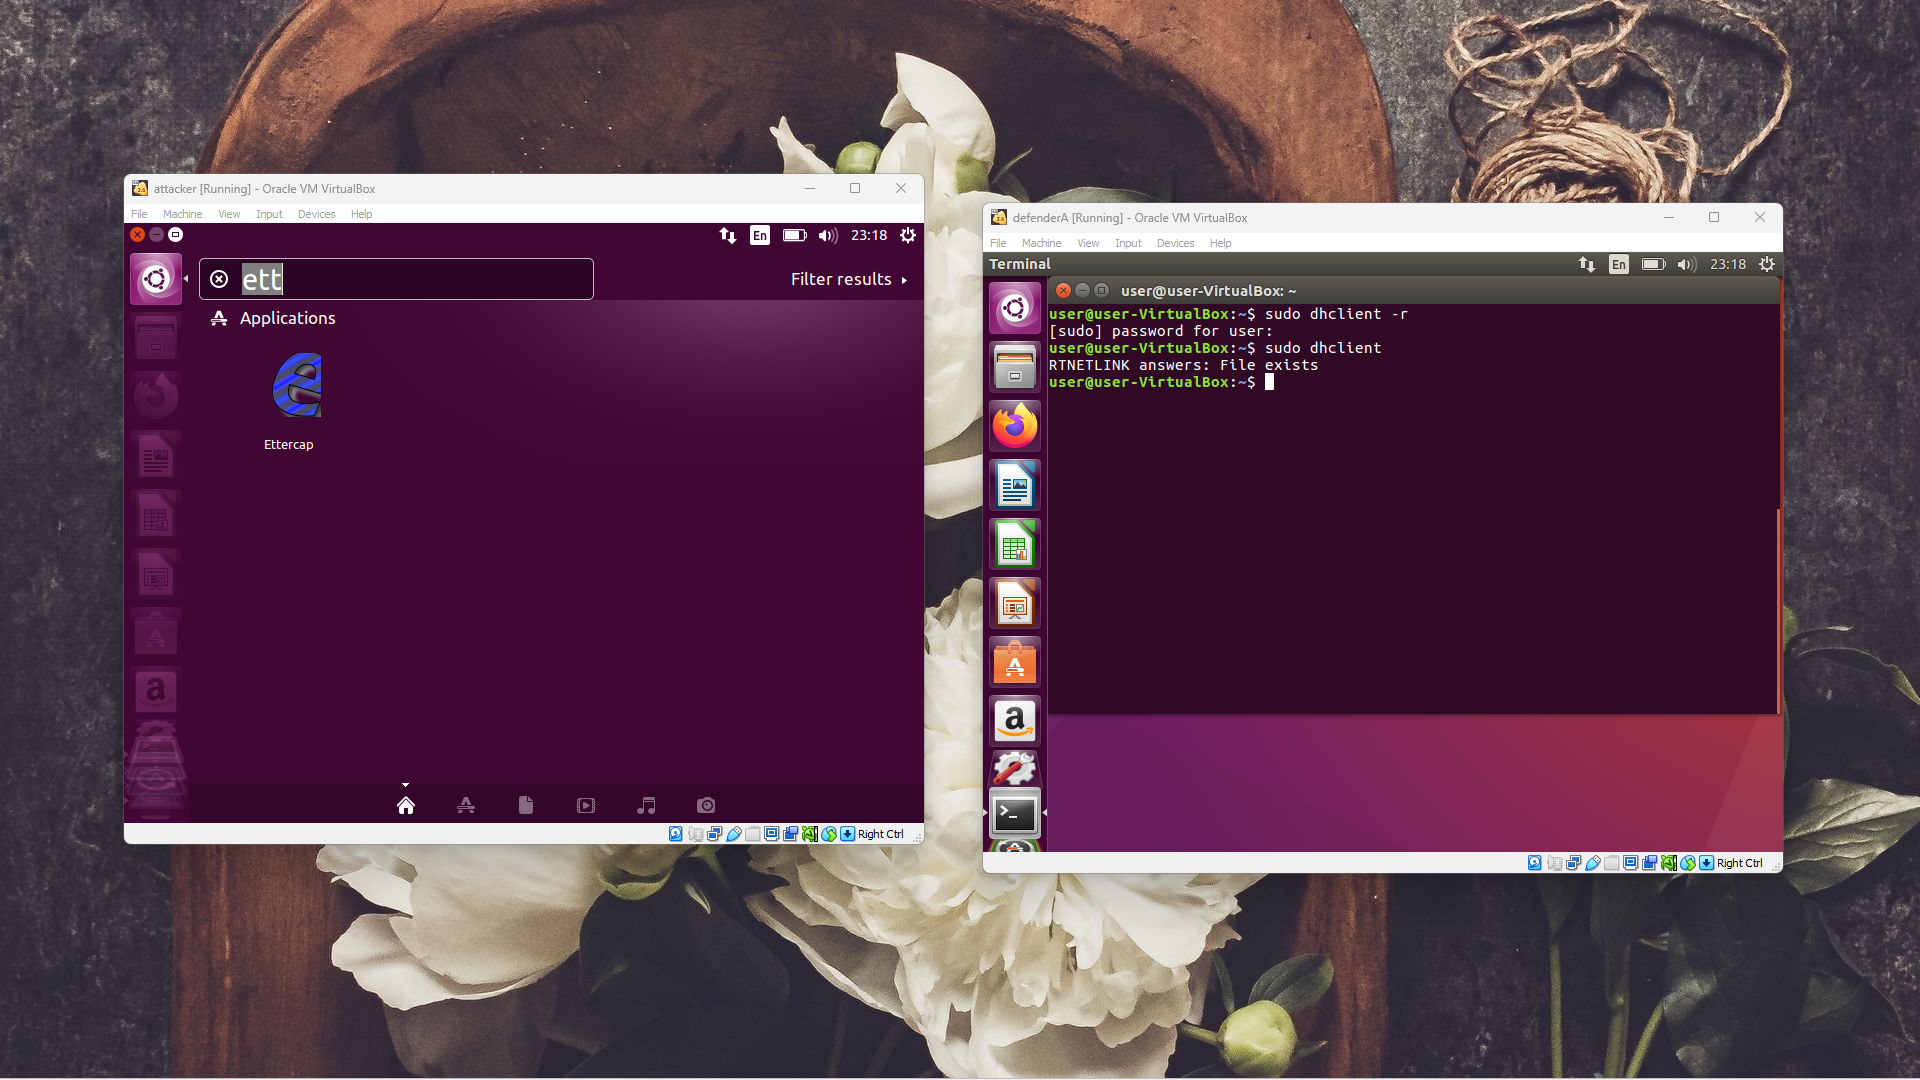 attacker [Running] - Oracle VM VirtualBox
File Machine View Input Devices Help
En 23:18
ett
Filter results
Applications
Ettercap
Right Ctrl
defenderA [Running] - Oracle VM VirtualBox
File Machine View Input Devices Help
Terminal En 23:18
user@user-VirtualBox: ~
user@user-VirtualBox:~$ sudo dhclient -r
[sudo] password for user:
user@user-VirtualBox:~$ sudo dhclient
RTNETLINK answers: File exists
user@user-VirtualBox:~$
Right Ctrl